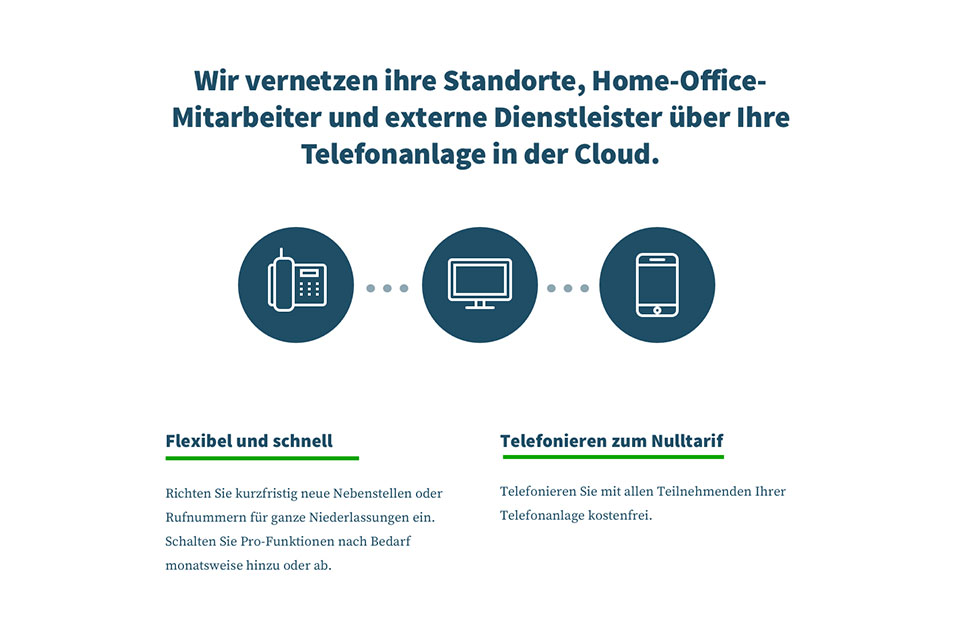 Wir vernetzen ihre Standorte, Home-Office-
Mitarbeiter und externe Dienstleister über Ihre
Telefonanlage in der Cloud.
Flexibel und schnell
Richten Sie kurzfristig neue Nebenstellen oder
Rufnummern für ganze Niederlassungen ein.
Schalten Sie Pro-Funktionen nach Bedarf
monatsweise hinzu oder ab.
Telefonieren zum Nulltarif
Telefonieren Sie mit allen Teilnehmenden Ihrer
Telefonanlage kostenfrei.